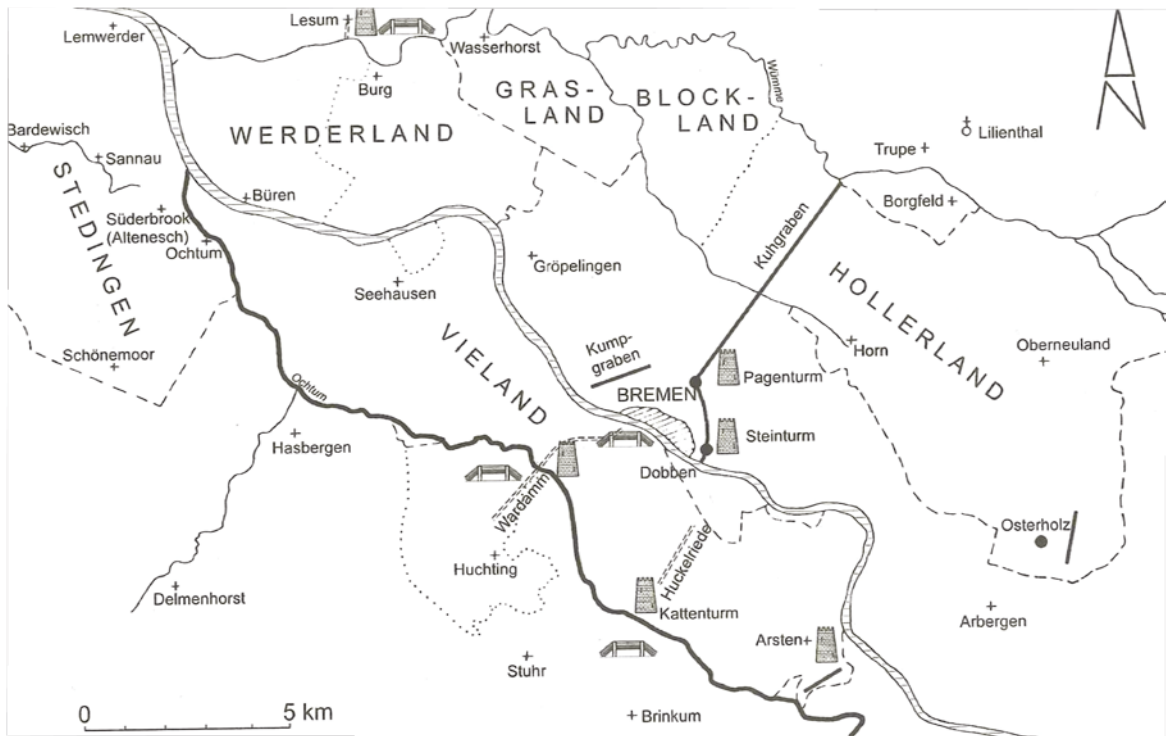 Lesum
Lemwerder
Wasserhorst
Burg
GRAS-
LAND
BLOCK-
LAND
Wümme
Lilienthal
Trupe
WERDERLAND
Bardewisch
Sannau
STEDINGEN
Büren
Borgfeld
Süderbrook
(Altenesch)
Ochtum
Kuhgraben
Gröpelingen
Seehausen
HOLLERLAND
Schönemoor
VIELAND
Kump-
graben
Horn
Oberneuland
Ochtum
BREMEN
Pagenturm
Hasbergen
Steinturm
Dobben
Wardamm
Osterholz
Huchting
Huckelriede
Delmenhorst
Kattenturm
Arbergen
Arsten
Stuhr
Brinkum
0 5 km
N